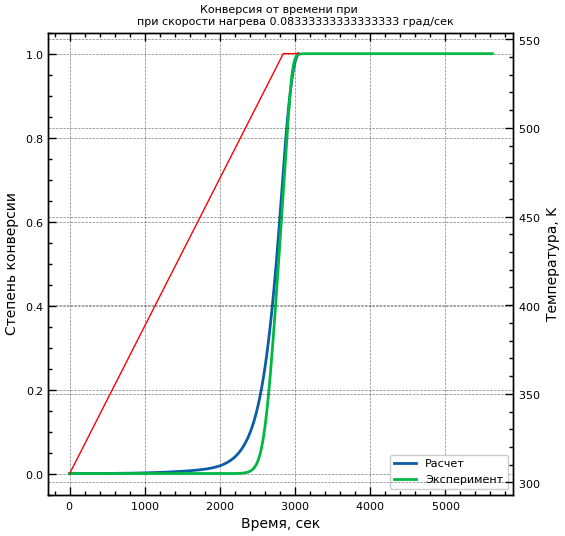 Конверсия от времени при
при скорости нагрева 0.08333333333333333 град/сек
Степень конверсии
1.0
0.8
0.6
0.4
0.2
0.0
550
500
450
400
350
300
Температура, К
Расчет
Эксперимент
0 1000 2000 3000 4000 5000
Время, сек